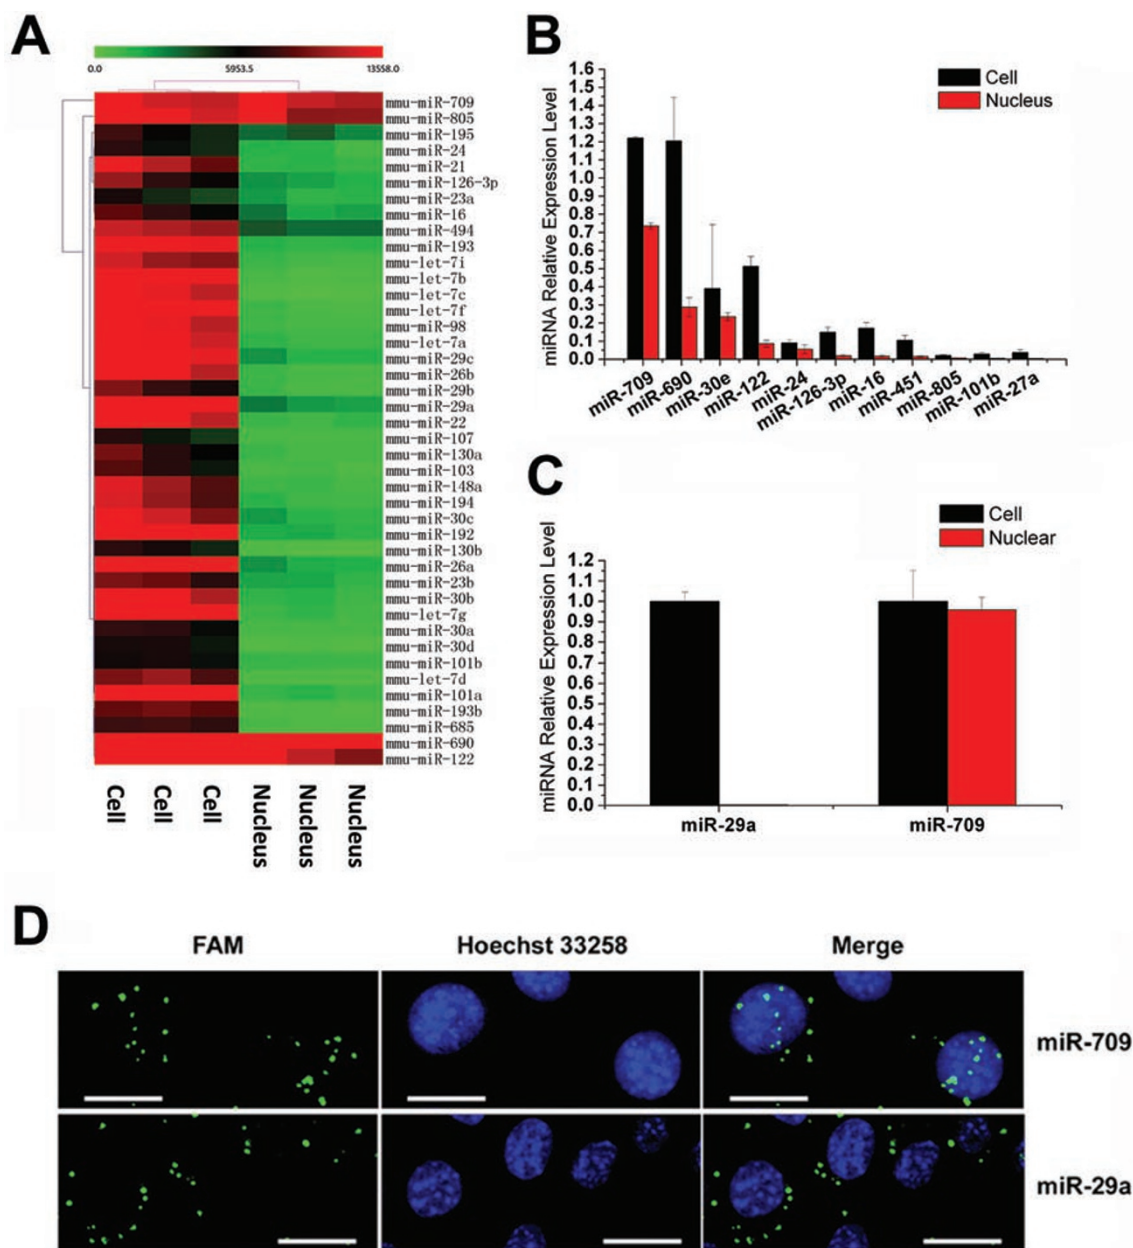 A
0.0 5953.5 13558.0
mmu-miR-709
mmu-miR-805
mmu-miR-195
mmu-miR-24
mmu-miR-21
mmu-miR-126-3p
mmu-miR-23a
mmu-miR-16
mmu-miR-494
mmu-miR-193
mmu-let-7i
mmu-let-7b
mmu-let-7c
mmu-let-7f
mmu-miR-98
mmu-let-7a
mmu-miR-29c
mmu-miR-26b
mmu-miR-29b
mmu-miR-29a
mmu-miR-22
mmu-miR-107
mmu-miR-130a
mmu-miR-103
mmu-miR-148a
mmu-miR-194
mmu-miR-30c
mmu-miR-192
mmu-miR-130b
mmu-miR-26a
mmu-miR-23b
mmu-miR-30b
mmu-let-7g
mmu-miR-30a
mmu-miR-30d
mmu-miR-101b
mmu-let-7d
mmu-miR-101a
mmu-miR-193b
mmu-miR-685
mmu-miR-690
mmu-miR-122
Cell
Cell
Cell
Nucleus
Nucleus
Nucleus
B
miRNA Relative Expression Level
1.6
1.5
1.4
1.3
1.2
1.1
1.0
0.9
0.8
0.7
0.6
0.5
0.4
0.3
0.2
0.1
0.0
Cell
Nucleus
miR-709
miR-690
miR-30e
miR-122
miR-24
miR-126-3p
miR-16
miR-451
miR-805
miR-101b
miR-27a
C
miRNA Relative Expression Level
1.2
1.1
1.0
0.9
0.8
0.7
0.6
0.5
0.4
0.3
0.2
0.1
0.0
Cell
Nuclear
miR-29a
miR-709
D
FAM Hoechst 33258 Merge
miR-709
miR-29a